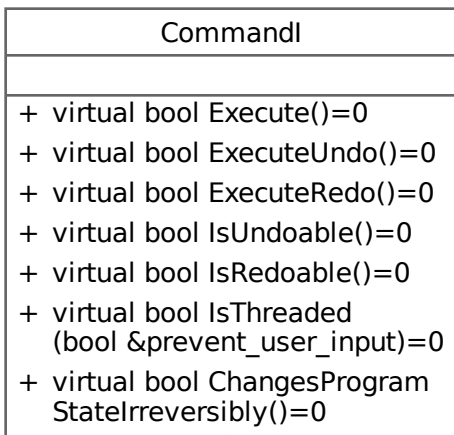 CommandI
+ virtual bool Execute()=0
+ virtual bool ExecuteUndo()=0
+ virtual bool ExecuteRedo()=0
+ virtual bool IsUndoable()=0
+ virtual bool IsRedoable()=0
+ virtual bool IsThreaded
(bool &prevent_user_input)=0
+ virtual bool ChangesProgram
StateIrreversibly()=0